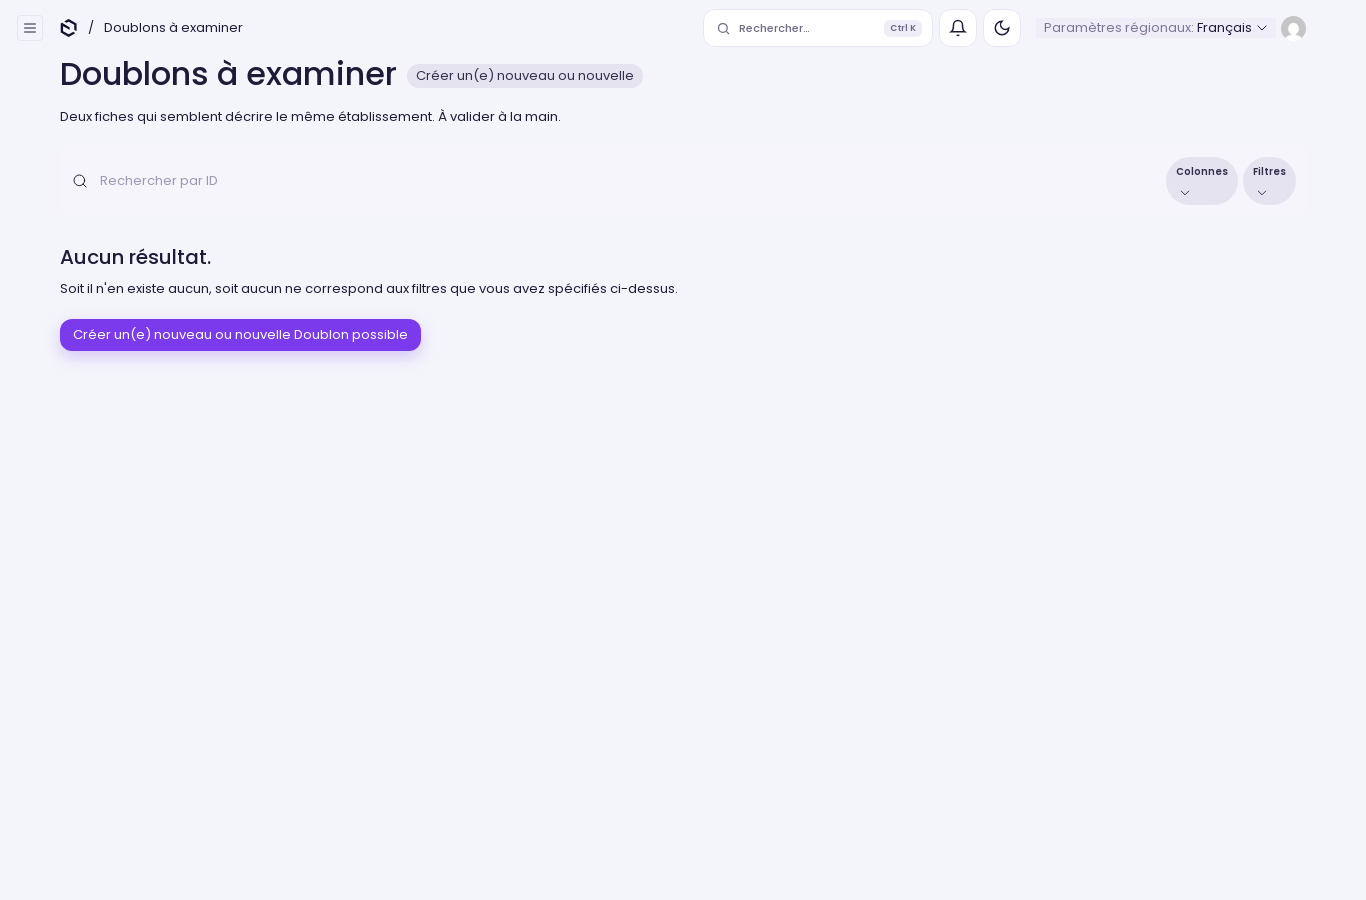 / Doublons à examiner
Rechercher…
Ctrl K
Paramètres régionaux: Français
Doublons à examiner
Créer un(e) nouveau ou nouvelle
Deux fiches qui semblent décrire le même établissement. À valider à la main.
Rechercher par ID
Colonnes
Filtres
Aucun résultat.
Soit il n'en existe aucun, soit aucun ne correspond aux filtres que vous avez spécifiés ci-dessus.
Créer un(e) nouveau ou nouvelle Doublon possible